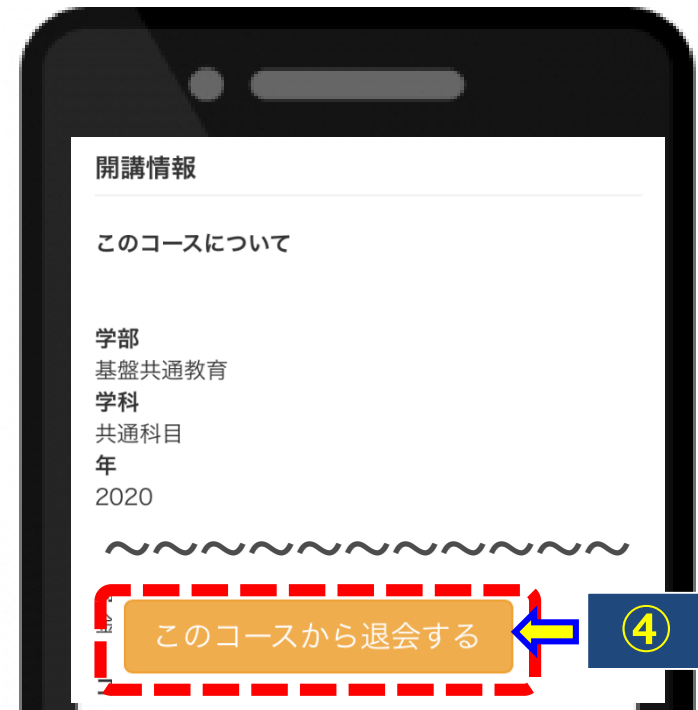 開講情報
このコースについて
学部
基盤共通教育
学科
共通科目
年
2020
このコースから退会する
④